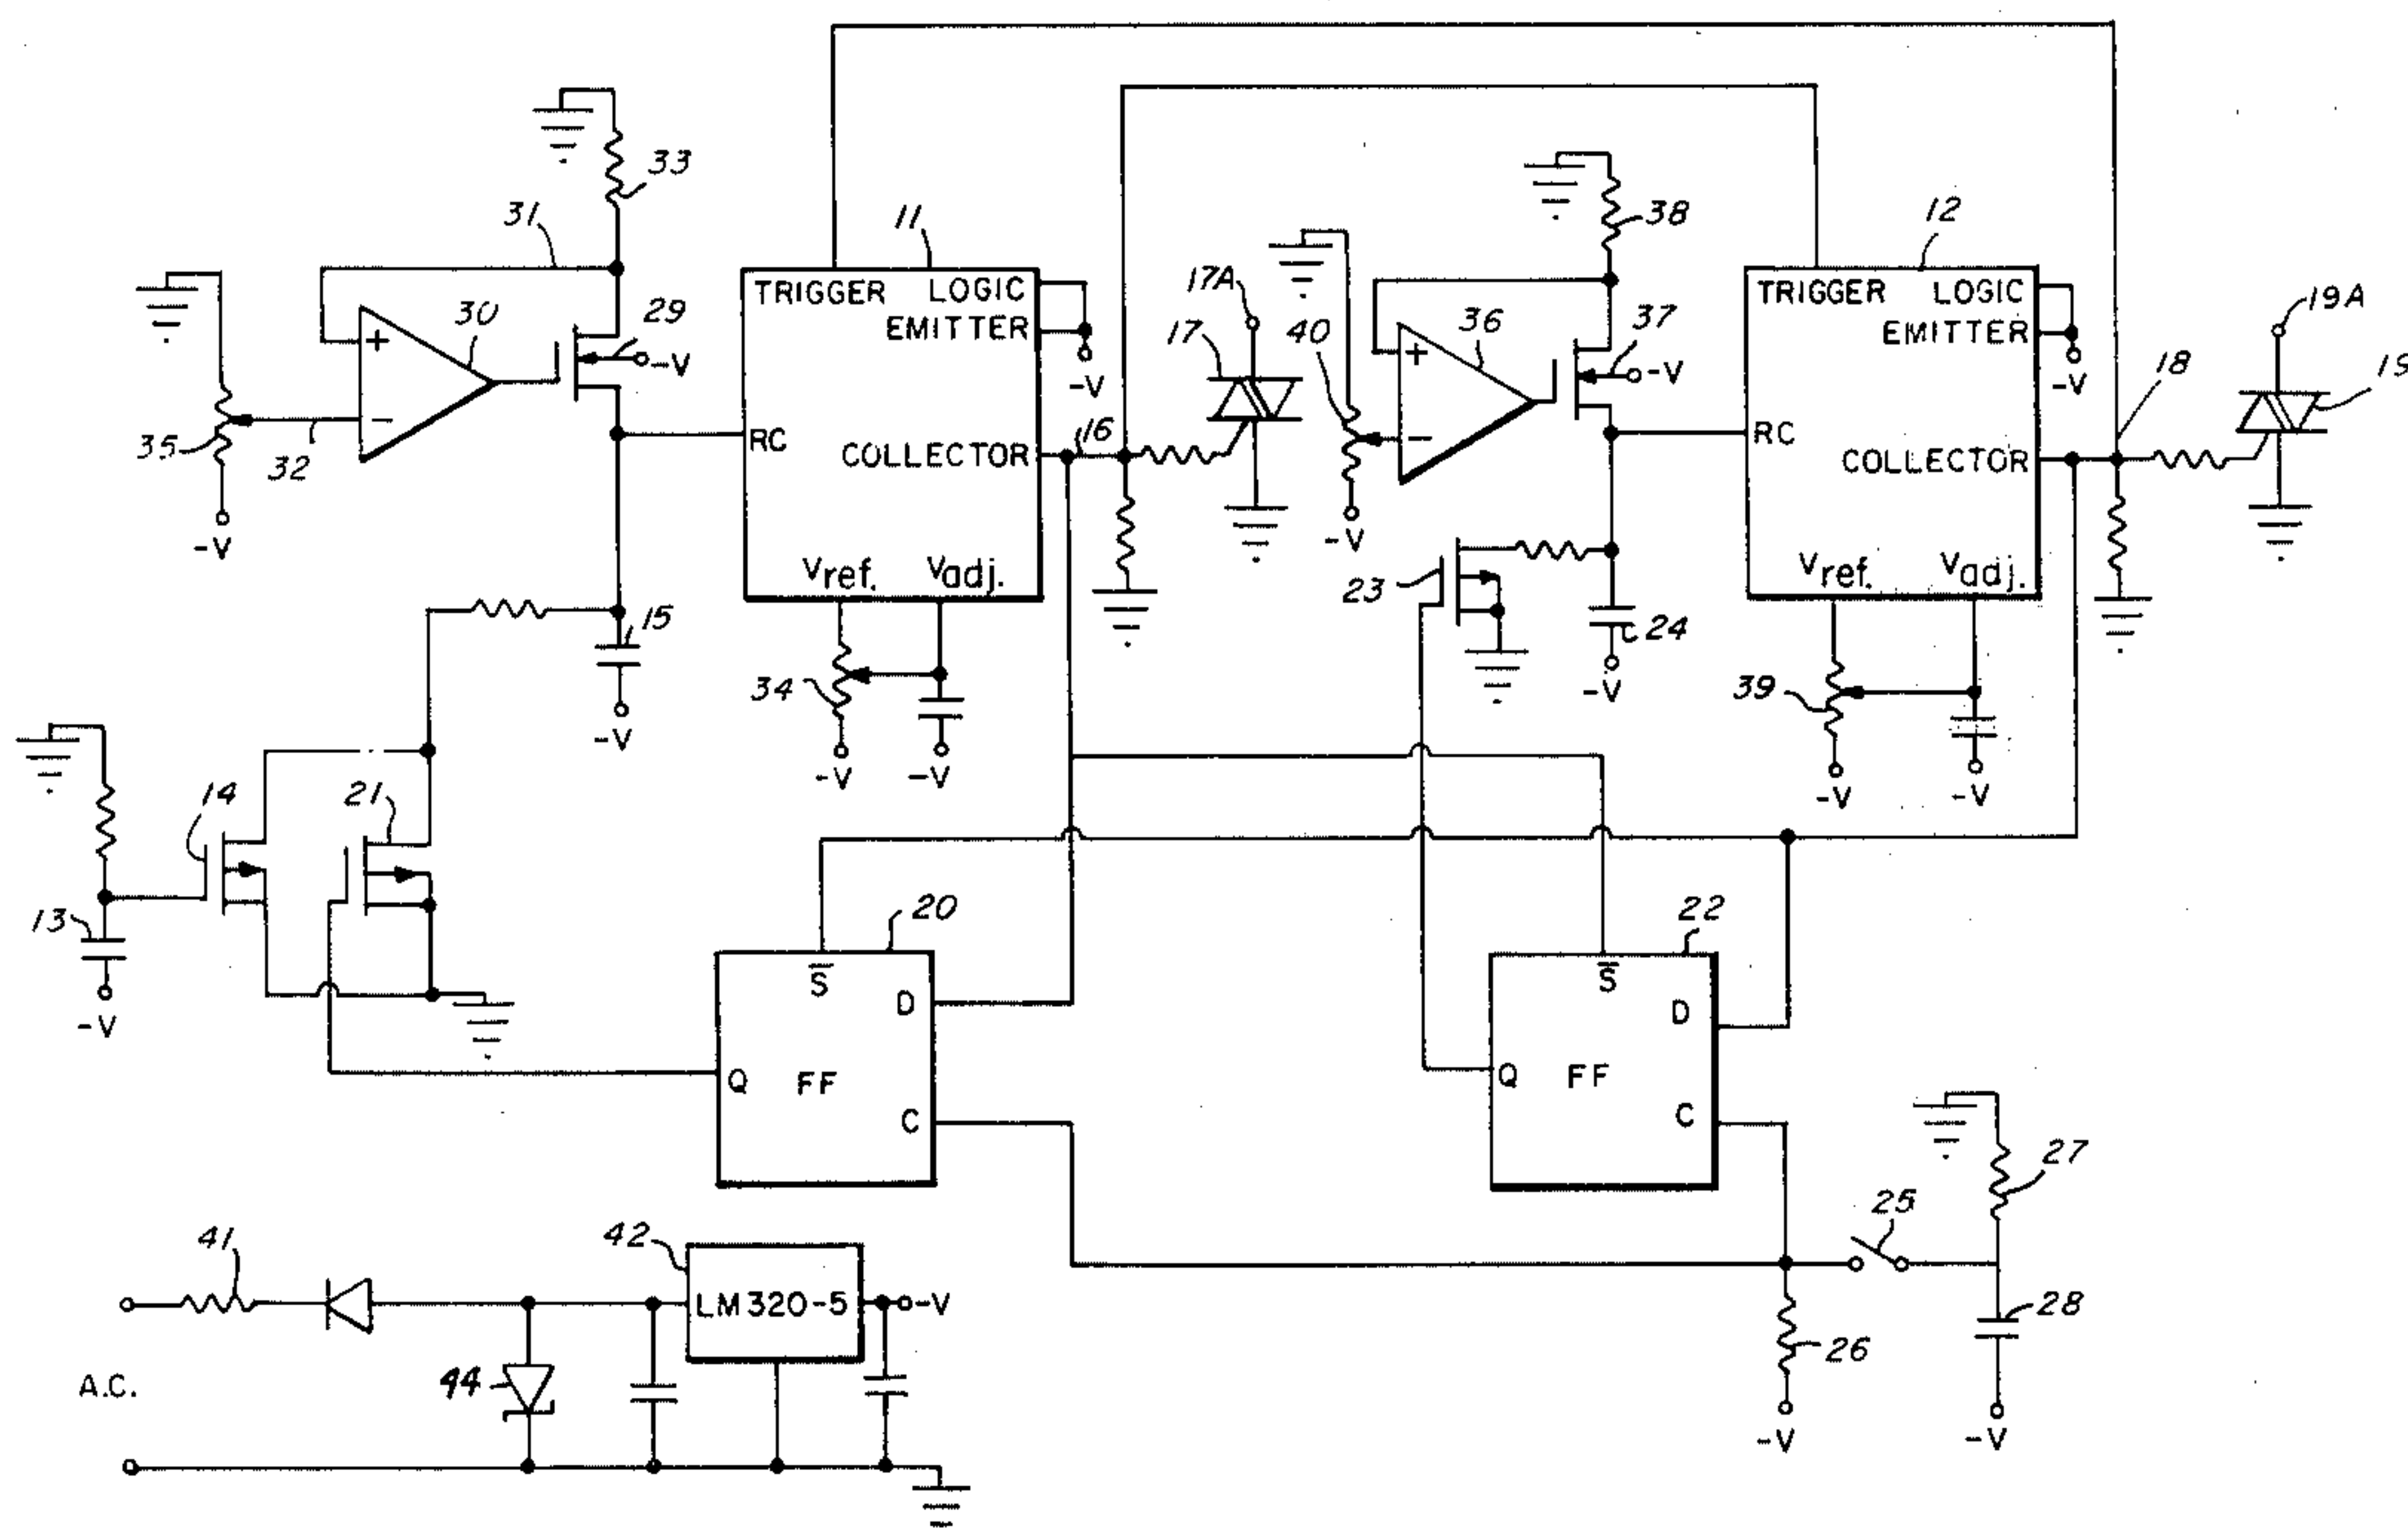 31
33
11
38
12
17A
19A
TRIGGER LOGIC
EMITTER
-V
RC
COLLECTOR
16
Vref. Vadj.
30
+
-
29
-V
35
32
-V
17
40
36
+
-
37
-V
-V
TRIGGER LOGIC
EMITTER
-V
RC
COLLECTOR
18
19
Vref. Vadj.
15
-V
34
-V
-V
23
C 24
-V
39
-V
-V
14
21
13
-V
20
S
D
Q FF
C
22
S
D
Q FF
C
25
27
26
28
-V
-V
41
42
LM320-5
-V
A.C.
44